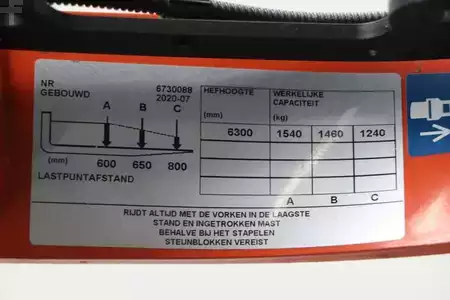 NR 6730088
GEBOUWD 2020-07
A B C
(mm) 600 650 800
LASTPUNTAFSTAND
HEFHOOGTE WERKELIJKE
CAPACITEIT
(mm) (kg)
6300 1540 1460 1240
A B C
RIJDT ALTIJD MET DE VORKEN IN DE LAAGSTE
STAND EN INGETROKKEN MAST
BEHALVE BIJ HET STAPELEN
STEUNBLOKKEN VEREIST